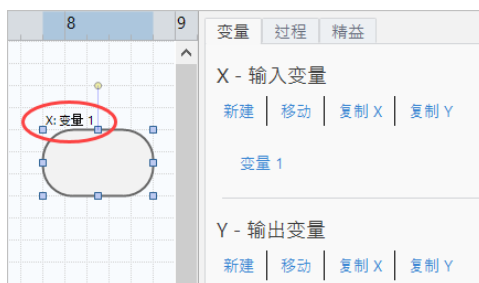 8 9
X: 变量 1
变量 过程 精益
X - 输入变量
新建 移动 复制 X 复制 Y
变量 1
Y - 输出变量
新建 移动 复制 X 复制 Y